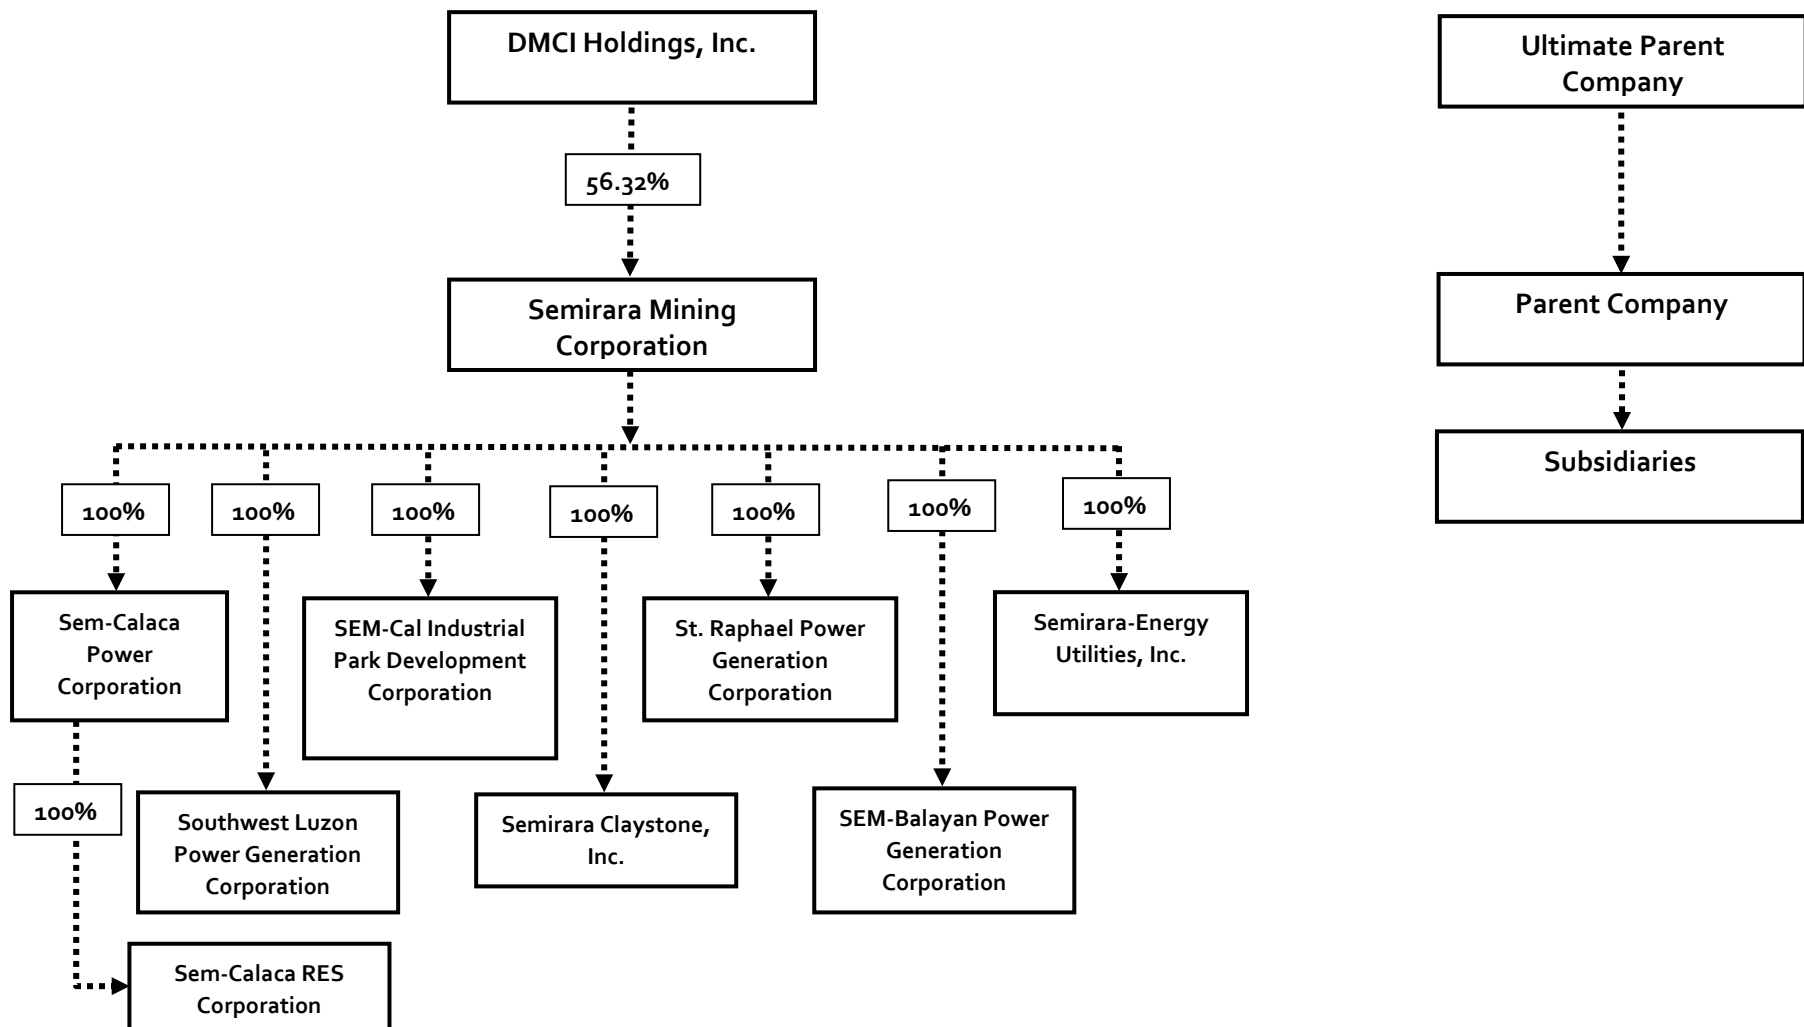 DMCI Holdings, Inc.
Ultimate Parent
Company
56.32%
Semirara Mining
Corporation
Parent Company
Subsidiaries
100%
100%
100%
100%
100%
100%
100%
Sem-Calaca
Power
Corporation
SEM-Cal Industrial
Park Development
Corporation
St. Raphael Power
Generation
Corporation
Semirara-Energy
Utilities, Inc.
100%
Southwest Luzon
Power Generation
Corporation
Semirara Claystone,
Inc.
SEM-Balayan Power
Generation
Corporation
Sem-Calaca RES
Corporation